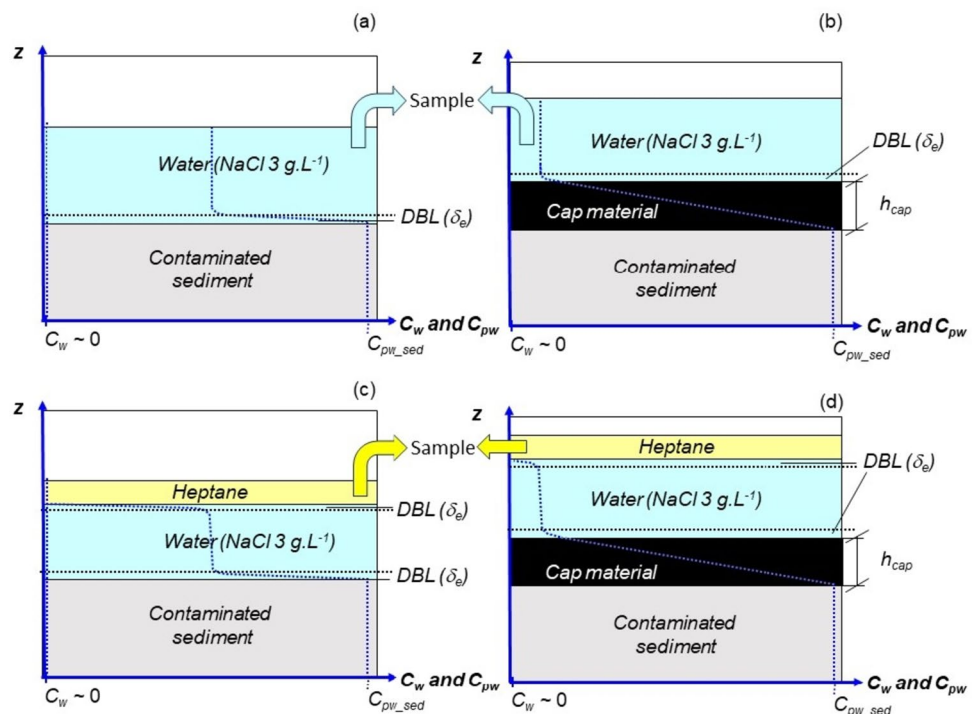 (a)
z
Water (NaCl 3 g.L⁻¹)
DBL (δe)
Contaminated
sediment
Cw and Cpw
Cw ~ 0
Cpw_sed
Sample
(b)
z
Water (NaCl 3 g.L⁻¹)
DBL (δe)
Cap material
hcap
Contaminated
sediment
Cw and Cpw
Cw ~ 0
Cpw_sed
(c)
z
Heptane
DBL (δe)
Water (NaCl 3 g.L⁻¹)
DBL (δe)
Contaminated
sediment
Cw and Cpw
Cw ~ 0
Cpw_sed
Sample
(d)
z
Heptane
DBL (δe)
Water (NaCl 3 g.L⁻¹)
Cap material
hcap
Contaminated
sediment
Cw and Cpw
Cw ~ 0
Cpw_sed